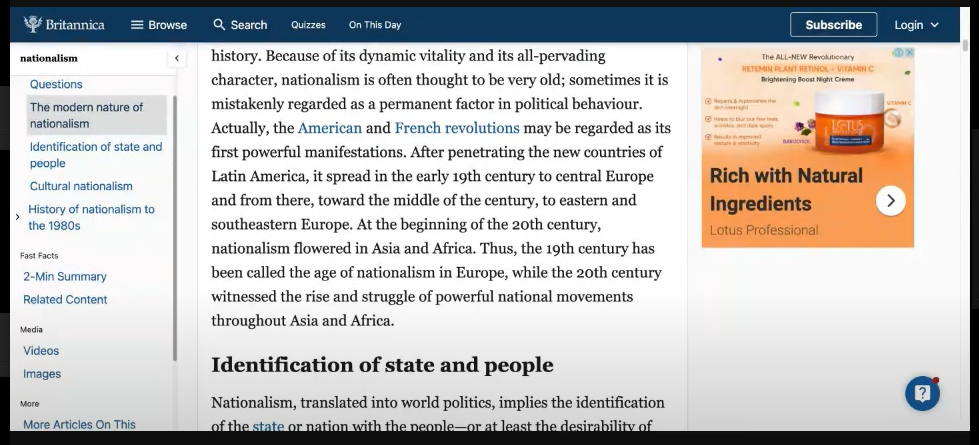 Britannica
Browse
Search
Quizzes
On This Day
Subscribe
Login
nationalism
Questions
The modern nature of
nationalism
Identification of state and
people
Cultural nationalism
History of nationalism to
the 1980s
Fast Facts
2-Min Summary
Related Content
Media
Videos
Images
More
More Articles On This
history. Because of its dynamic vitality and its all-pervading
character, nationalism is often thought to be very old; sometimes it is
mistakenly regarded as a permanent factor in political behaviour.
Actually, the American and French revolutions may be regarded as its
first powerful manifestations. After penetrating the new countries of
Latin America, it spread in the early 19th century to central Europe
and from there, toward the middle of the century, to eastern and
southeastern Europe. At the beginning of the 20th century,
nationalism flowered in Asia and Africa. Thus, the 19th century has
been called the age of nationalism in Europe, while the 20th century
witnessed the rise and struggle of powerful national movements
throughout Asia and Africa.
Identification of state and people
Nationalism, translated into world politics, implies the identification
of the state or nation with the people—or at least the desirability of
The ALL-NEW Revolutionary
RETEMIN PLANT RETINOL + VITAMIN C
Brightening Boost Night Creme
VITAMIN C
BAKUCHIOL
LOTUS
Rich with Natural
Ingredients
Lotus Professional